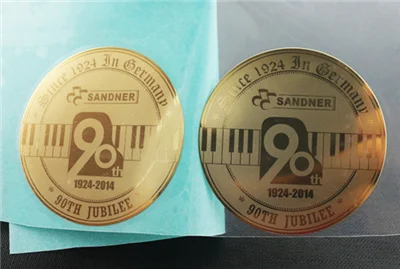 Since 1924 In Germany
SANDNER
90th
1924-2014
* 90TH JUBILEE *
Since 1924 In Germany
SANDNER
90th
1924-2014
* 90TH JUBILEE *